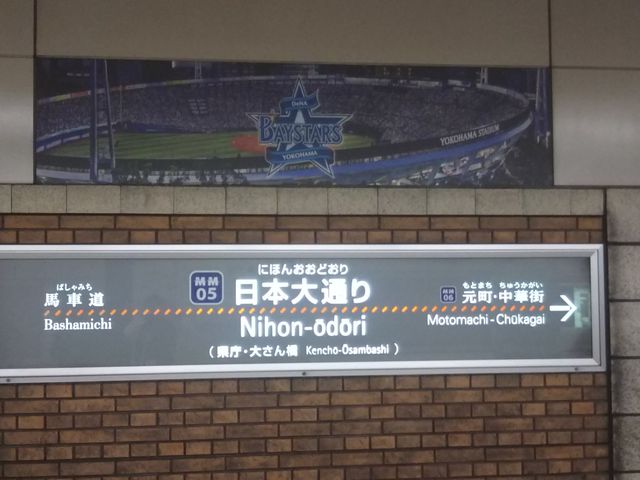 DeNA
BAYSTARS
YOKOHAMA
YOKOHAMA STADIUM
ばしゃみち
馬車道
Bashamichi
MM
05
にほんおおどおり
日本大通り
Nihon-ōdōri
(県庁・大さん橋 Kenchō-Ōsambashi)
MM
06
もとまち ちゅうかがい
元町・中華街
Motomachi-Chūkagai